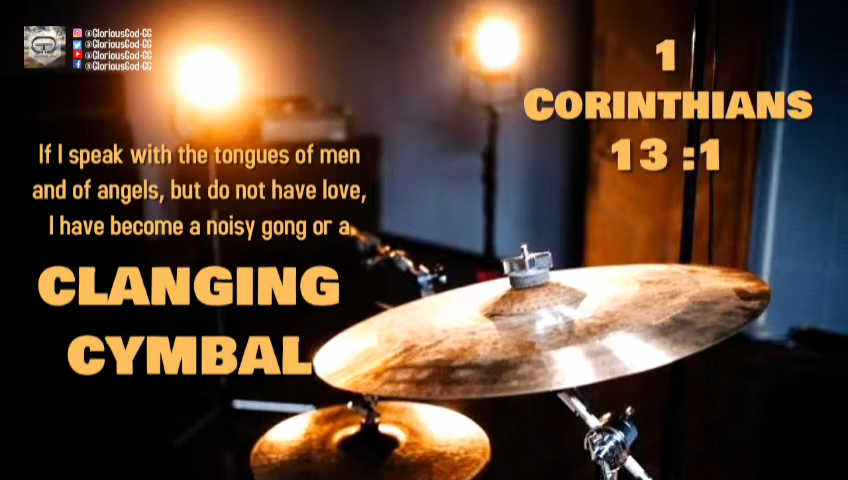 @GloriousGod-GG
@GloriousGod-GG
@GloriousGod-GG
@GloriousGod-GG
1
CORINTHIANS
13 :1
If I speak with the tongues of men
and of angels, but do not have love,
I have become a noisy gong or a
CLANGING
CYMBAL